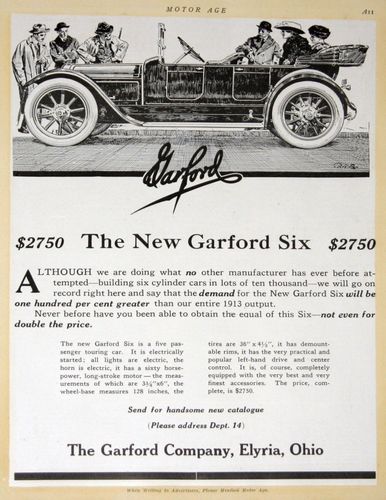 MOTOR AGE
Garford
$2750 The New Garford Six $2750
ALTHOUGH we are doing what no other manufacturer has ever before at-
tempted—building six cylinder cars in lots of ten thousand—we will go on
record right here and say that the demand for the New Garford Six will be
one hundred per cent greater than our entire 1913 output.
Never before have you been able to obtain the equal of this Six—not even for
double the price.
The new Garford Six is a five pas-
senger touring car. It is electrically
started; all lights are electric, the
horn is electric, it has a sixty horse-
power, long-stroke motor—the meas-
urements of which are 3¾"x6", the
wheel-base measures 128 inches, the
tires are 36" x 4½", it has demount-
able rims, it has the very practical and
popular left-hand drive and center
control. It is, of course, completely
equipped with the very best and very
finest accessories. The price, com-
plete, is $2750.
Send for handsome new catalogue
(Please address Dept. 14)
The Garford Company, Elyria, Ohio
When Writing to Advertisers, Please Mention Motor Age.